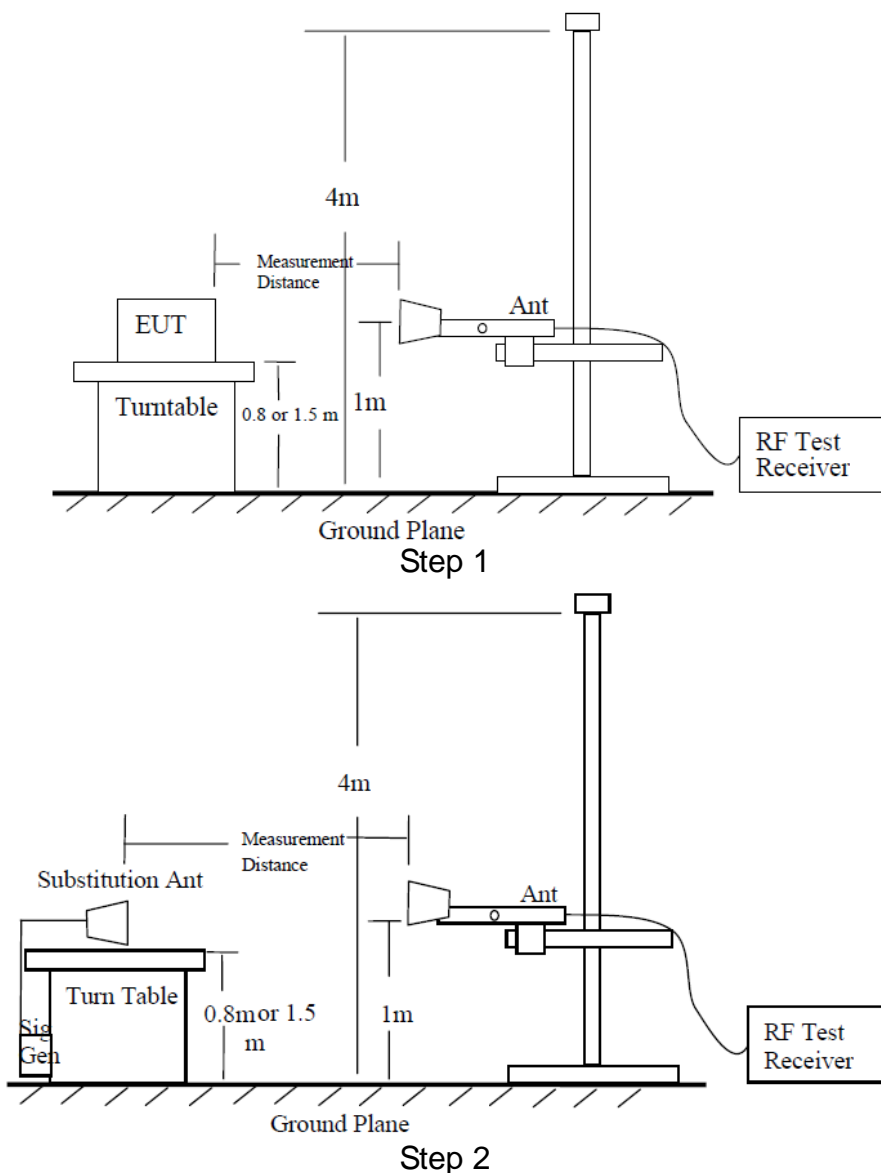 4m
Measurement
Distance
Ant
EUT
Turntable
0.8 or 1.5 m
1m
RF Test
Receiver
Ground Plane
Step 1
4m
Measurement
Distance
Substitution Ant
Ant
Turn Table
0.8m or 1.5
m
1m
Sig
Gen
RF Test
Receiver
Ground Plane
Step 2